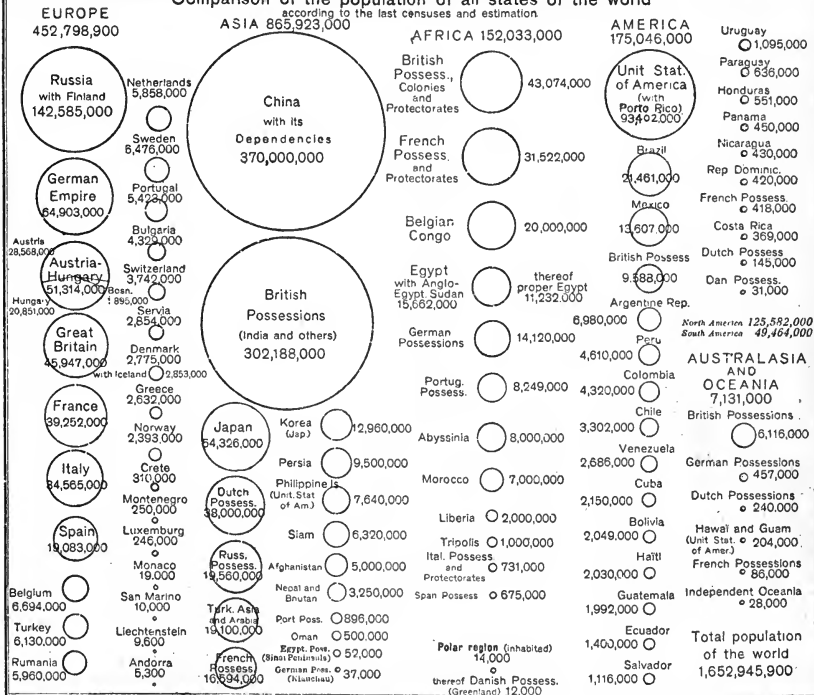 Comparison of the population of all states of the world
according to the last censuses and estimation
EUROPE
452,798,900
Russia
with Finland
142,585,000
German
Empire
64,903,000
Austria
28,568,000
Austria-
Hungary
51,314,000
Bosn.
1 895,000
Hungary
20,851,000
Great
Britain
45,947,000
France
39,252,000
Italy
34,565,000
Spain
19,083,000
Belgium
6,694,000
Turkey
6,130,000
Rumania
5,960,000
Netherlands
5,858,000
Sweden
6,476,000
Portugal
5,423,000
Bulgaria
4,329,000
Switzerland
3,742,000
Servia
2,854,000
Denmark
2,775,000
with Iceland 2,853,000
Greece
2,632,000
Norway
2,393,000
Crete
310,000
Montenegro
250,000
Luxemburg
246,000
Monaco
19.000
San Marino
10,000
Liechtenstein
9,600
Andorra
5,300
ASIA 865,923,000
China
with its
Dependencies
370,000,000
British
Possessions
(India and others)
302,188,000
Japan
54,326,000
Dutch
Possess.
38,000,000
Russ.
Possess.
19,560,000
Turk. Asia
and Arabia
19,100,000
French
Possess.
16,594,000
Korea
(Jap.)
12,960,000
Persia
9,500,000
Philippine Is.
(Unit. Stat
of Am.)
7,640,000
Siam
6,320,000
Afghanistan
5,000,000
Nepal and
Bhutan
3,250,000
Port Poss.
896,000
Oman
500.000
Egypt. Poss.
(Sinai Peninsula)
52,000
German Poss.
(Kiauchau)
37,000
AFRICA 152,033,000
British
Possess.,
Colonies
and
Protectorates
43,074,000
French
Possess.
and
Protectorates
31,522,000
Belgian
Congo
20,000,000
Egypt
with Anglo-
Egypt. Sudan
15,662,000
thereof
proper Egypt
11,232.000
German
Possessions
14,120,000
Portug.
Possess.
8,249,000
Abyssinia
8,000,000
Morocco
7,000,000
Liberia
2,000,000
Tripolis
1,000,000
Ital. Possess.
and
Protectorates
731,000
Span Possess
675,000
Polar region (inhabited)
14,000
thereof Danish Possess.
(Greenland) 12,000
AMERICA
175,046,000
Unit Stat.
of America
(with
Porto Rico)
93,402,000
Brazil
21,461,000
Mexico
13,607,000
British Possess
9.588,000
Argentine Rep.
6,980,000
Peru
4,610,000
Colombia
4,320,000
Chile
3,302,000
Venezuela
2,686,000
Cuba
2,150,000
Bolivia
2,049,000
Haïti
2,030,000
Guatemala
1,992,000
Ecuador
1,400,000
Salvador
1,116,000
Uruguay
1,095,000
Paraguay
636,000
Honduras
551,000
Panama
450,000
Nicaragua
430,000
Rep Dominic.
420,000
French Possess.
418,000
Costa Rica
369,000
Dutch Possess
145,000
Dan Possess.
31,000
North America 125,582,000
South America 49,464,000
AUSTRALASIA
AND
OCEANIA
7,131,000
British Possessions
6,116,000
German Possessions
457,000
Dutch Possessions
240.000
Hawaï and Guam
(Unit Stat.
of Amer.)
204,000
French Possessions
86,000
Independent Oceania
28,000
Total population
of the world
1,652,945,900